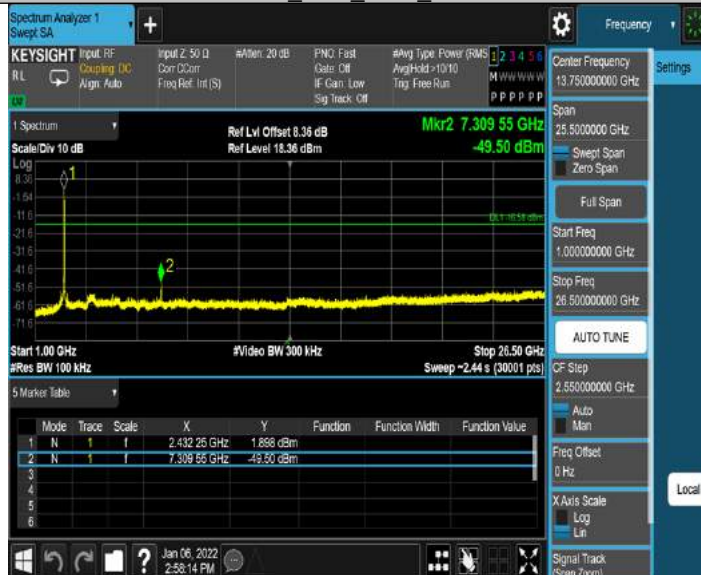 Spectrum Analyzer 1
Swept SA
+
Frequency
KEYSIGHT
RL
Input: RF
Coupling: DC
Align: Auto
Input Z: 50 Ω
Corr CCorr
Freq Ref: Int (S)
#Atten: 20 dB
PNO: Fast
Gate: Off
IF Gain: Low
Sig Track: Off
#Avg Type: Power (RMS
Avg|Hold:>10/10
Trig: Free Run
1 2 3 4 5 6
M W W W W W
P P P P P P
1 Spectrum
Scale/Div 10 dB
Ref Lvl Offset 8.36 dB
Ref Level 18.36 dBm
Mkr2 7.309 55 GHz
-49.50 dBm
Log
8.36
-1.64
-11.6
-21.6
-31.6
-41.6
-51.6
-61.6
-71.6
1
2
Start 1.00 GHz
#Res BW 100 kHz
#Video BW 300 kHz
Stop 26.50 GHz
Sweep ~2.44 s (30001 pts)
5 Marker Table
Mode Trace Scale X Y Function Function Width Function Value
1 N 1 f 2.432 25 GHz 1.898 dBm
2 N 1 f 7.309 55 GHz -49.50 dBm
3
4
5
6
?
Jan 06, 2022
2:58:14 PM
Center Frequency
13.750000000 GHz
Settings
Span
25.5000000 GHz
Swept Span
Zero Span
Full Span
Start Freq
1.000000000 GHz
Stop Freq
26.500000000 GHz
AUTO TUNE
CF Step
2.550000000 GHz
Auto
Man
Freq Offset
0 Hz
X Axis Scale
Log
Lin
Local
Signal Track
(Span Zoom)